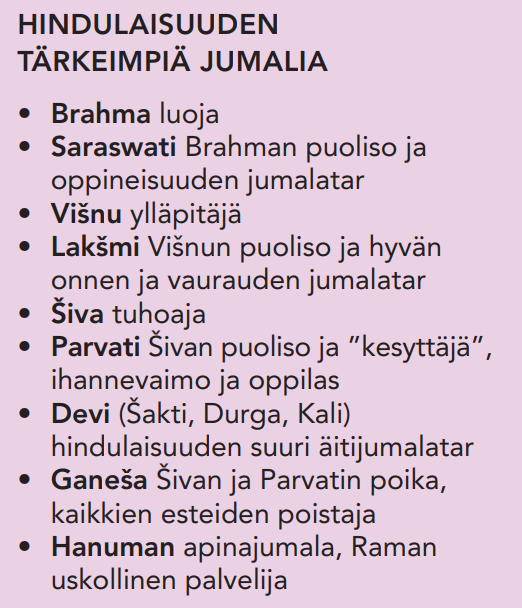 HINDULAISUUDEN
TÄRKEIMPIÄ JUMALIA
• Brahma luoja
• Saraswati Brahman puoliso ja
oppineisuuden jumalatar
• Višnu ylläpitäjä
• Lakšmi Višnun puoliso ja hyvän
onnen ja vaurauden jumalatar
• Šiva tuhoaja
• Parvati Šivan puoliso ja ”kesyttäjä”,
ihannevaimo ja oppilas
• Devi (Šakti, Durga, Kali)
hindulaisuuden suuri äitijumalatar
• Ganeša Šivan ja Parvatin poika,
kaikkien esteiden poistaja
• Hanuman apinajumala, Raman
uskollinen palvelija